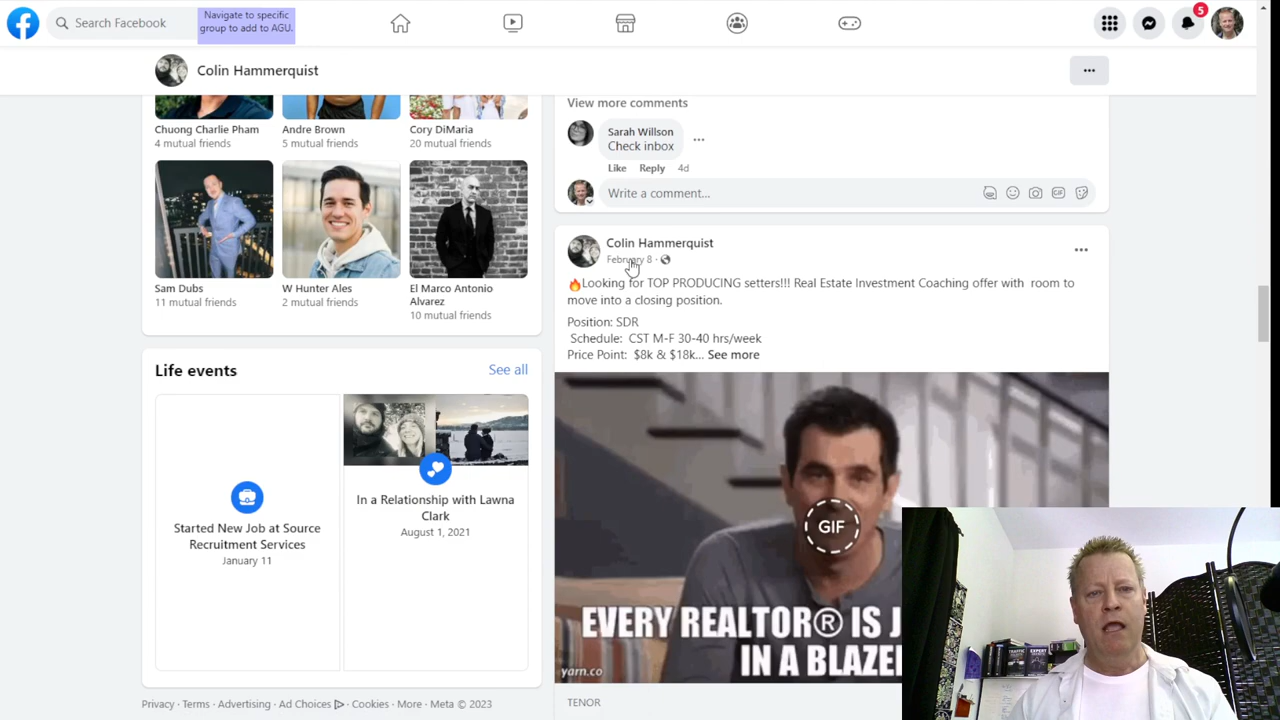 Search Facebook
Navigate to specific
group to add to AGU.
5
Colin Hammerquist
Chuong Charlie Pham
4 mutual friends
Andre Brown
5 mutual friends
Cory DiMaria
20 mutual friends
Sam Dubs
11 mutual friends
W Hunter Ales
2 mutual friends
El Marco Antonio
Alvarez
10 mutual friends
Life events
See all
Started New Job at Source
Recruitment Services
January 11
In a Relationship with Lawna
Clark
August 1, 2021
Privacy · Terms · Advertising · Ad Choices · Cookies · More · Meta © 2023
View more comments
Sarah Willson
Check inbox
Like Reply 4d
Write a comment...
Colin Hammerquist
February 8 ·
🔥Looking for TOP PRODUCING setters!!! Real Estate Investment Coaching offer with room to
move into a closing position.
Position: SDR
Schedule: CST M-F 30-40 hrs/week
Price Point: $8k & $18k... See more
GIF
EVERY REALTOR® IS J
IN A BLAZE
yarn.co
TENOR
TRAFFIC
EXPERT